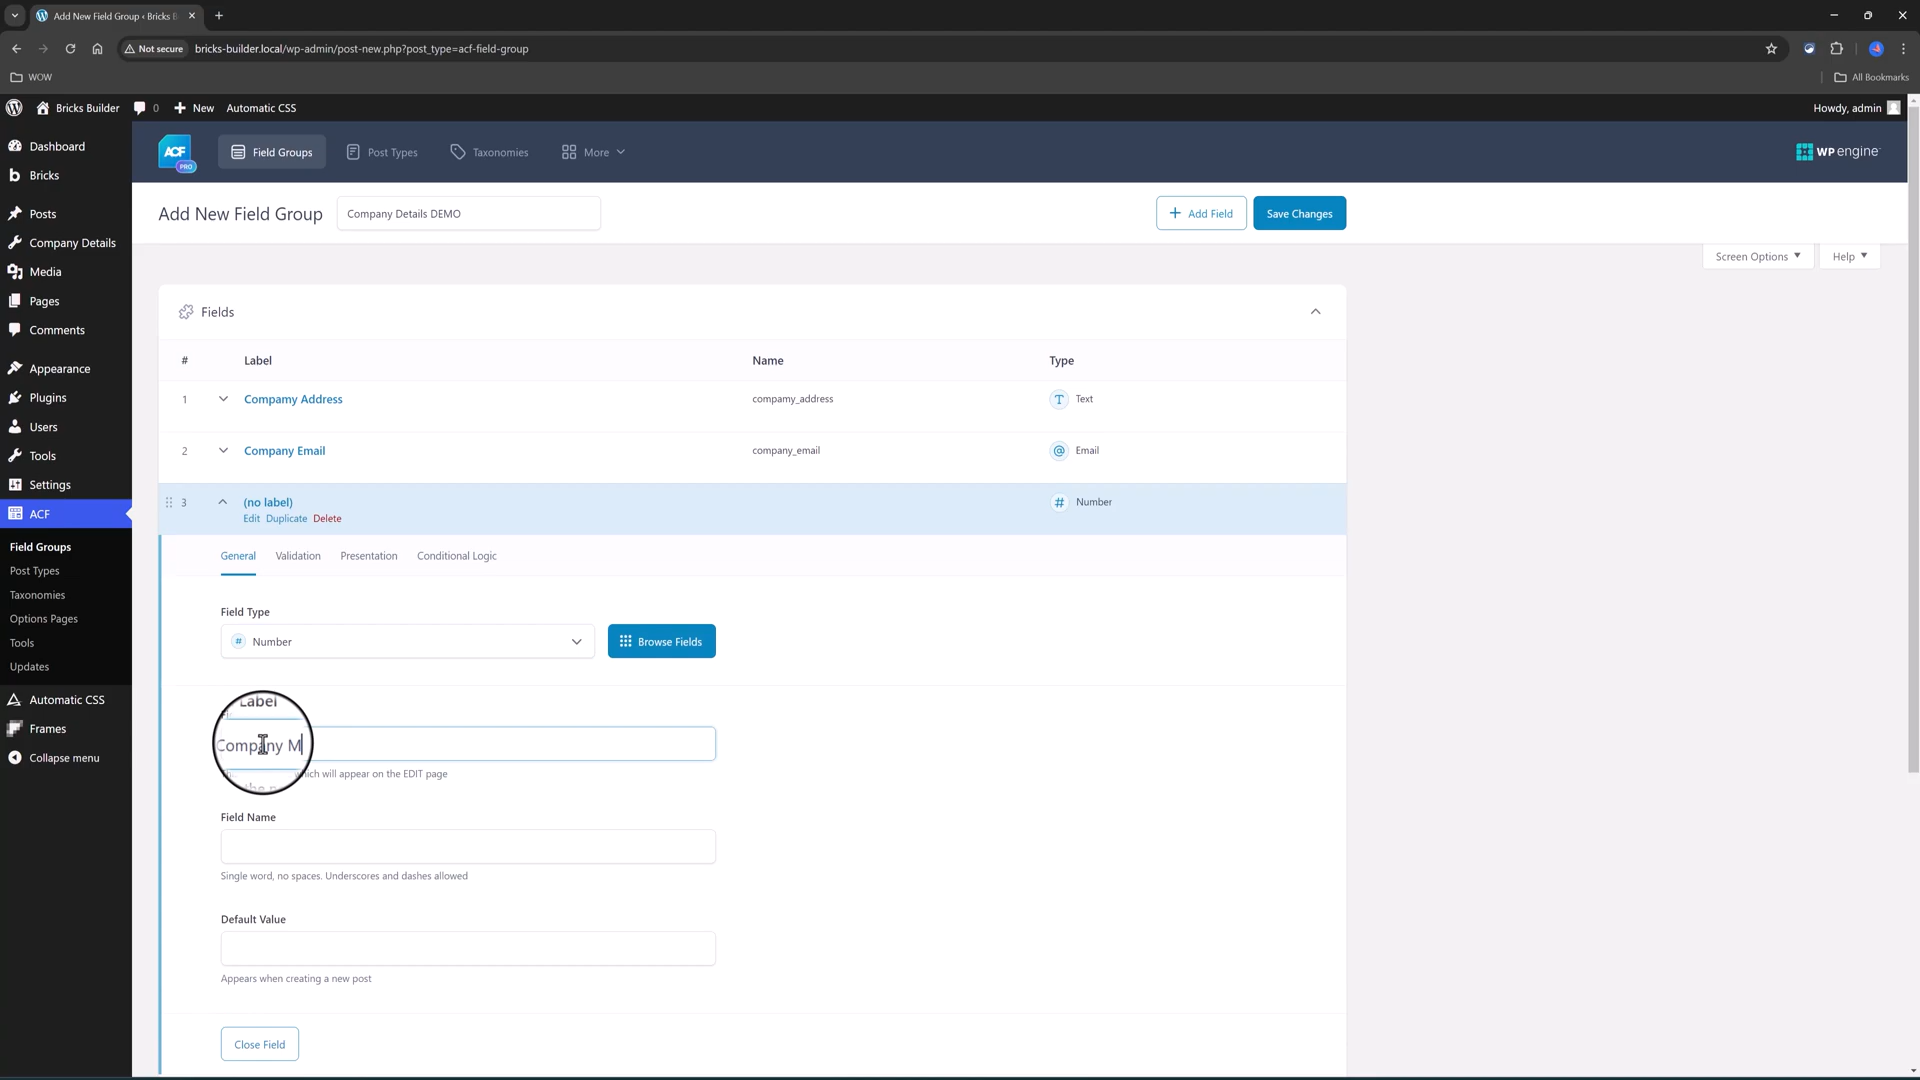 Add New Field Group ‹ Bricks B
Not secure
bricks-builder.local/wp-admin/post-new.php?post_type=acf-field-group
WOW
All Bookmarks
Bricks Builder
0
New
Automatic CSS
Howdy, admin
Dashboard
Bricks
Posts
Company Details
Media
Pages
Comments
Appearance
Plugins
Users
Tools
Settings
ACF
Field Groups
Post Types
Taxonomies
Options Pages
Tools
Updates
Automatic CSS
Frames
Collapse menu
ACF
PRO
Field Groups
Post Types
Taxonomies
More
WP engine
Add New Field Group
Company Details DEMO
Add Field
Save Changes
Screen Options
Help
Fields
# Label Name Type
1 Compamy Address compamy_address Text
2 Company Email company_email Email
3 (no label) Number
Edit Duplicate Delete
General Validation Presentation Conditional Logic
Field Type
Number
Browse Fields
Label
Company M
which will appear on the EDIT page
Field Name
Single word, no spaces. Underscores and dashes allowed
Default Value
Appears when creating a new post
Close Field